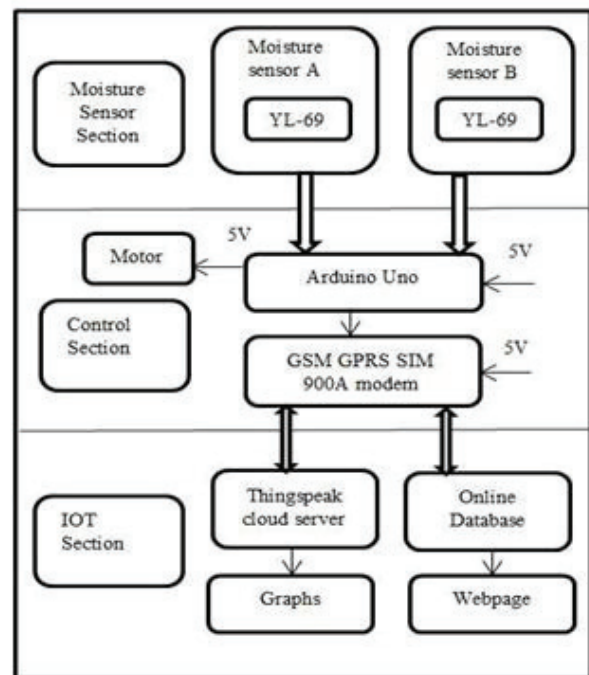 Moisture
Sensor
Section
Moisture
sensor A
YL-69
Moisture
sensor B
YL-69
Motor
5V
Arduino Uno
5V
Control
Section
GSM GPRS SIM
900A modem
5V
IOT
Section
Thingspeak
cloud server
Online
Database
Graphs
Webpage